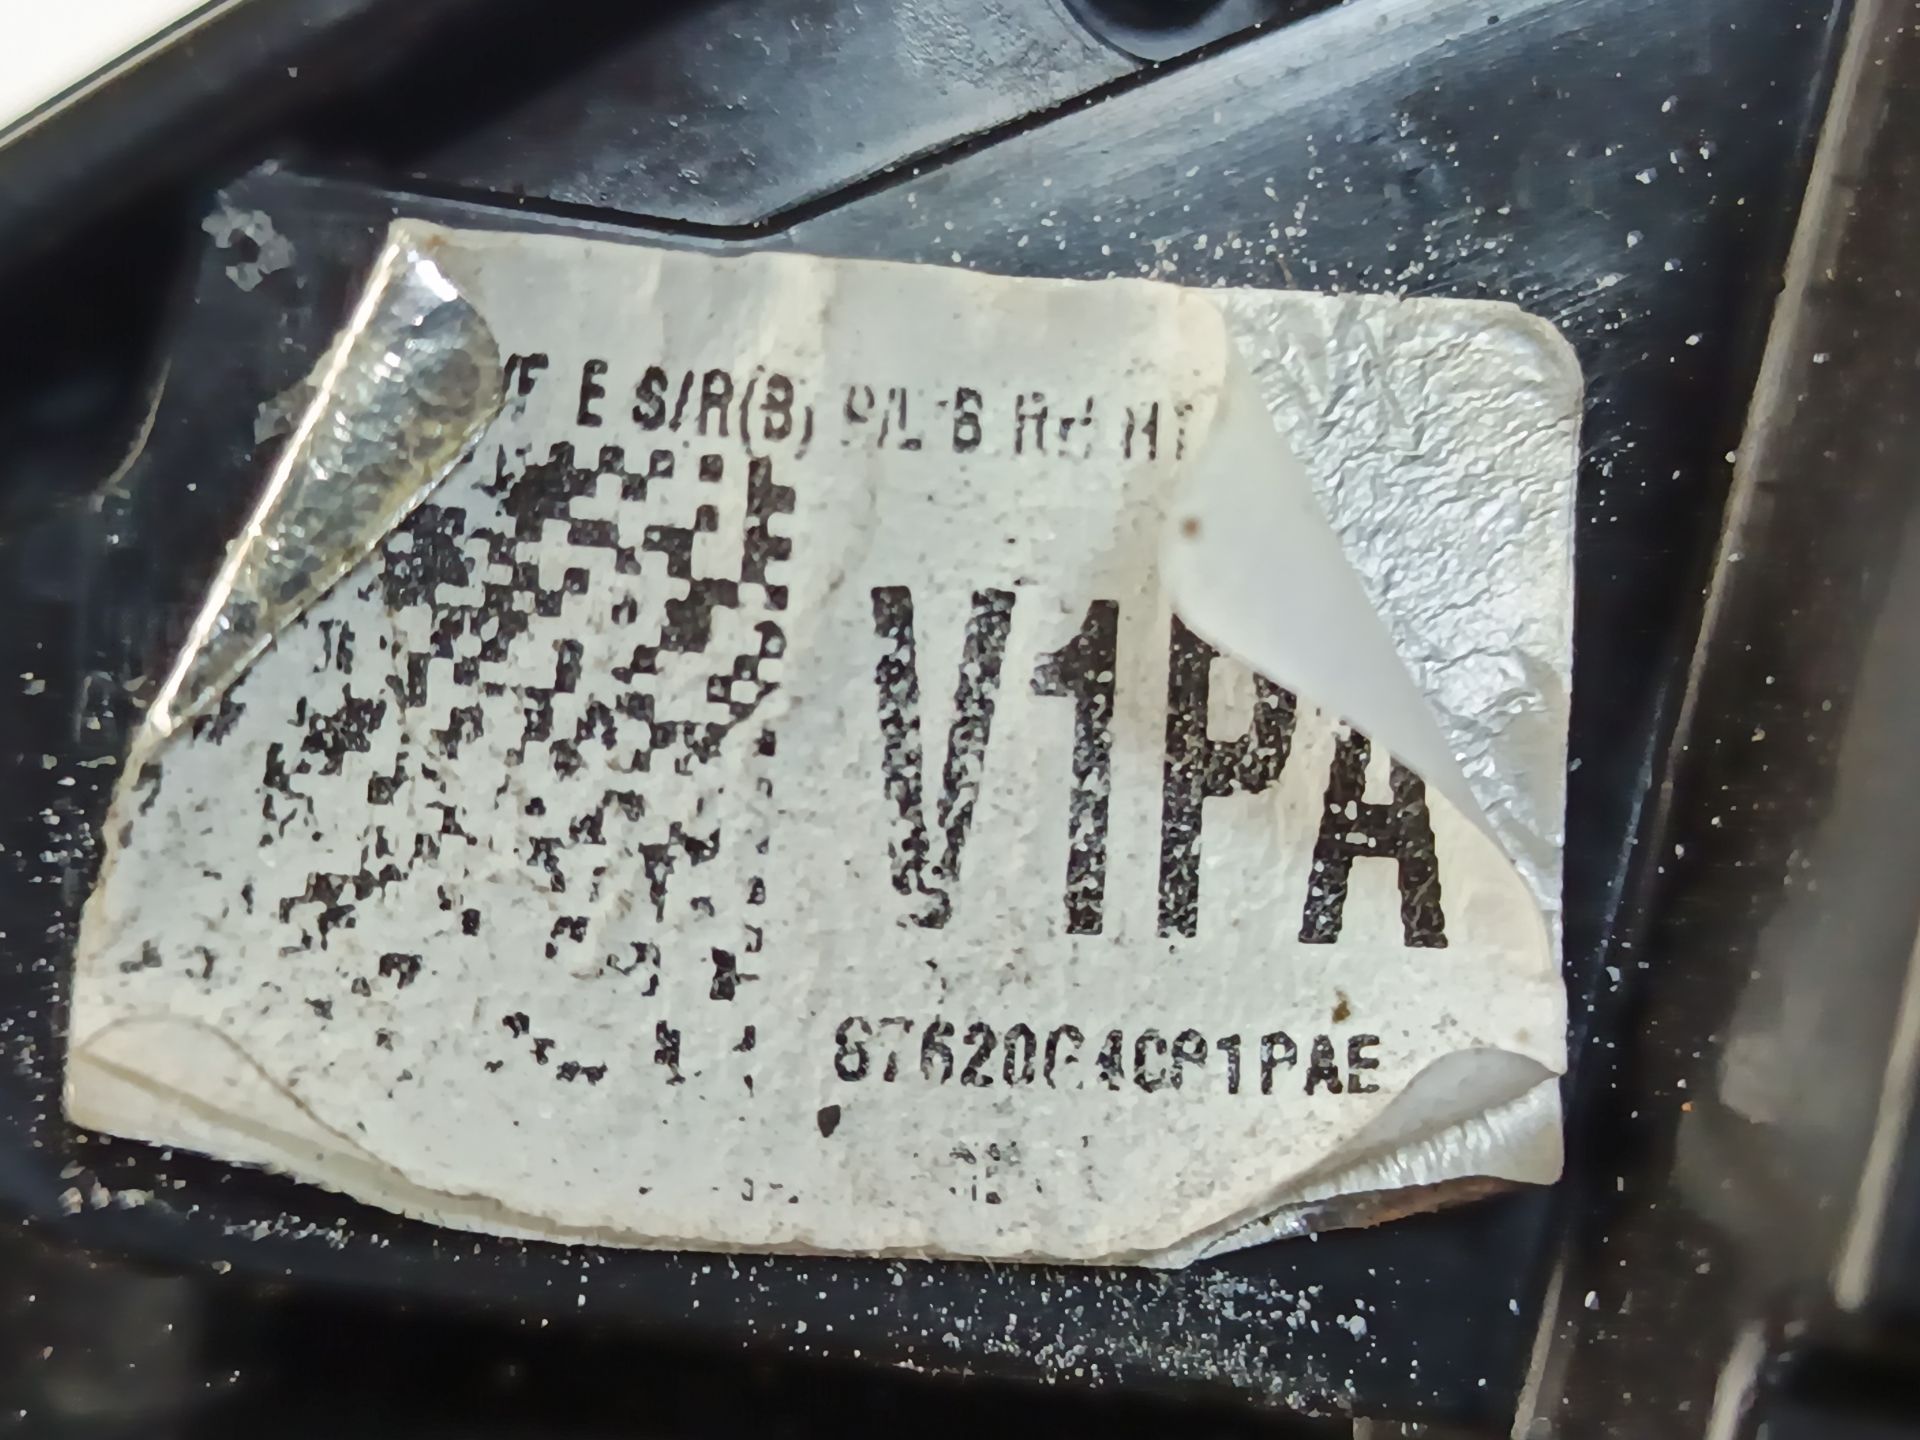 E S/R(B) P/L B
V1PA
87620C4CP1PAE